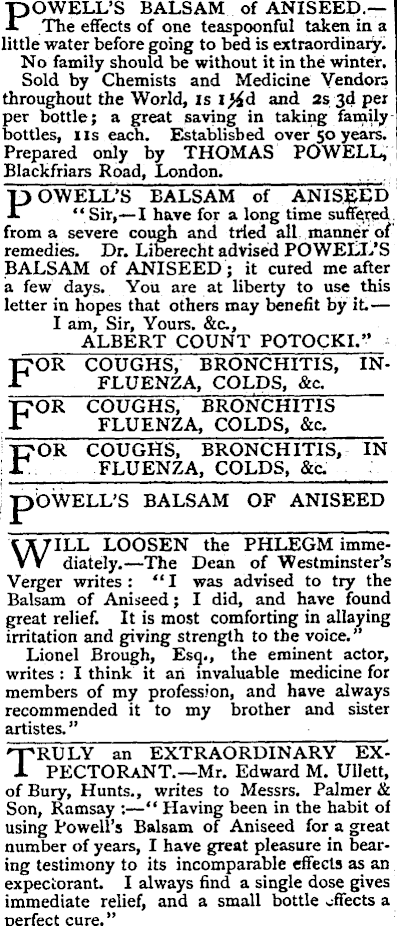 POWELL'S BALSAM of ANISEED.—
The effects of one teaspoonful taken in a
little water before going to bed is extraordinary.
No family should be without it in the winter.
Sold by Chemists and Medicine Vendors
throughout the World, 1s 1½d and 2s 3d per
per bottle; a great saving in taking family
bottles, 11s each. Established over 50 years.
Prepared only by THOMAS POWELL,
Blackfriars Road, London.
POWELL'S BALSAM of ANISEED
"Sir,—I have for a long time suffered
from a severe cough and tried all manner of
remedies. Dr. Liberecht advised POWELL'S
BALSAM of ANISEED; it cured me after
a few days. You are at liberty to use this
letter in hopes that others may benefit by it.—
I am, Sir, Yours. &c.,
ALBERT COUNT POTOCKI."
FOR COUGHS, BRONCHITIS, IN-
FLUENZA, COLDS, &c.
FOR COUGHS, BRONCHITIS
FLUENZA, COLDS, &c.
FOR COUGHS, BRONCHITIS, IN
FLUENZA, COLDS, &c.
POWELL'S BALSAM OF ANISEED
WILL LOOSEN the PHLEGM imme-
diately.—The Dean of Westminster's
Verger writes: "I was advised to try the
Balsam of Aniseed; I did, and have found
great relief. It is most comforting in allaying
irritation and giving strength to the voice."
Lionel Brough, Esq., the eminent actor,
writes: I think it an invaluable medicine for
members of my profession, and have always
recommended it to my brother and sister
artistes."
TRULY an EXTRAORDINARY EX-
PECTORANT.—Mr. Edward M. Ullett,
of Bury, Hunts., writes to Messrs. Palmer &
Son, Ramsay:—"Having been in the habit of
using Powell's Balsam of Aniseed for a great
number of years, I have great pleasure in bear-
ing testimony to its incomparable effects as an
expectorant. I always find a single dose gives
immediate relief, and a small bottle effects a
perfect cure."